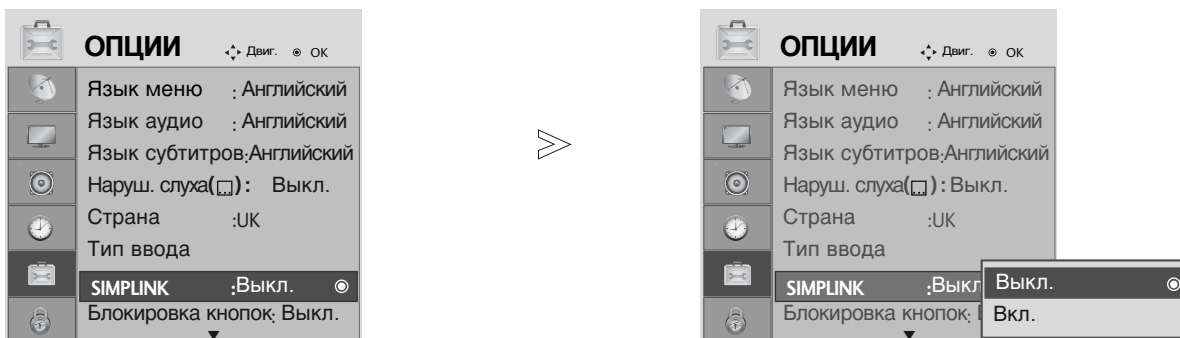 ОПЦИИ Двиг. ОК
Язык меню : Английский
Язык аудио : Английский
Язык субтитров:Английский
Наруш. слуха( ): Выкл.
Страна :UK
Тип ввода
SIMPLINK :Выкл.
Блокировка кнопок: Выкл.
ОПЦИИ Двиг. ОК
Язык меню : Английский
Язык аудио : Английский
Язык субтитров:Английский
Наруш. слуха( ): Выкл.
Страна :UK
Тип ввода
SIMPLINK :Выкл
Блокировка кнопок:
Выкл.
Вкл.